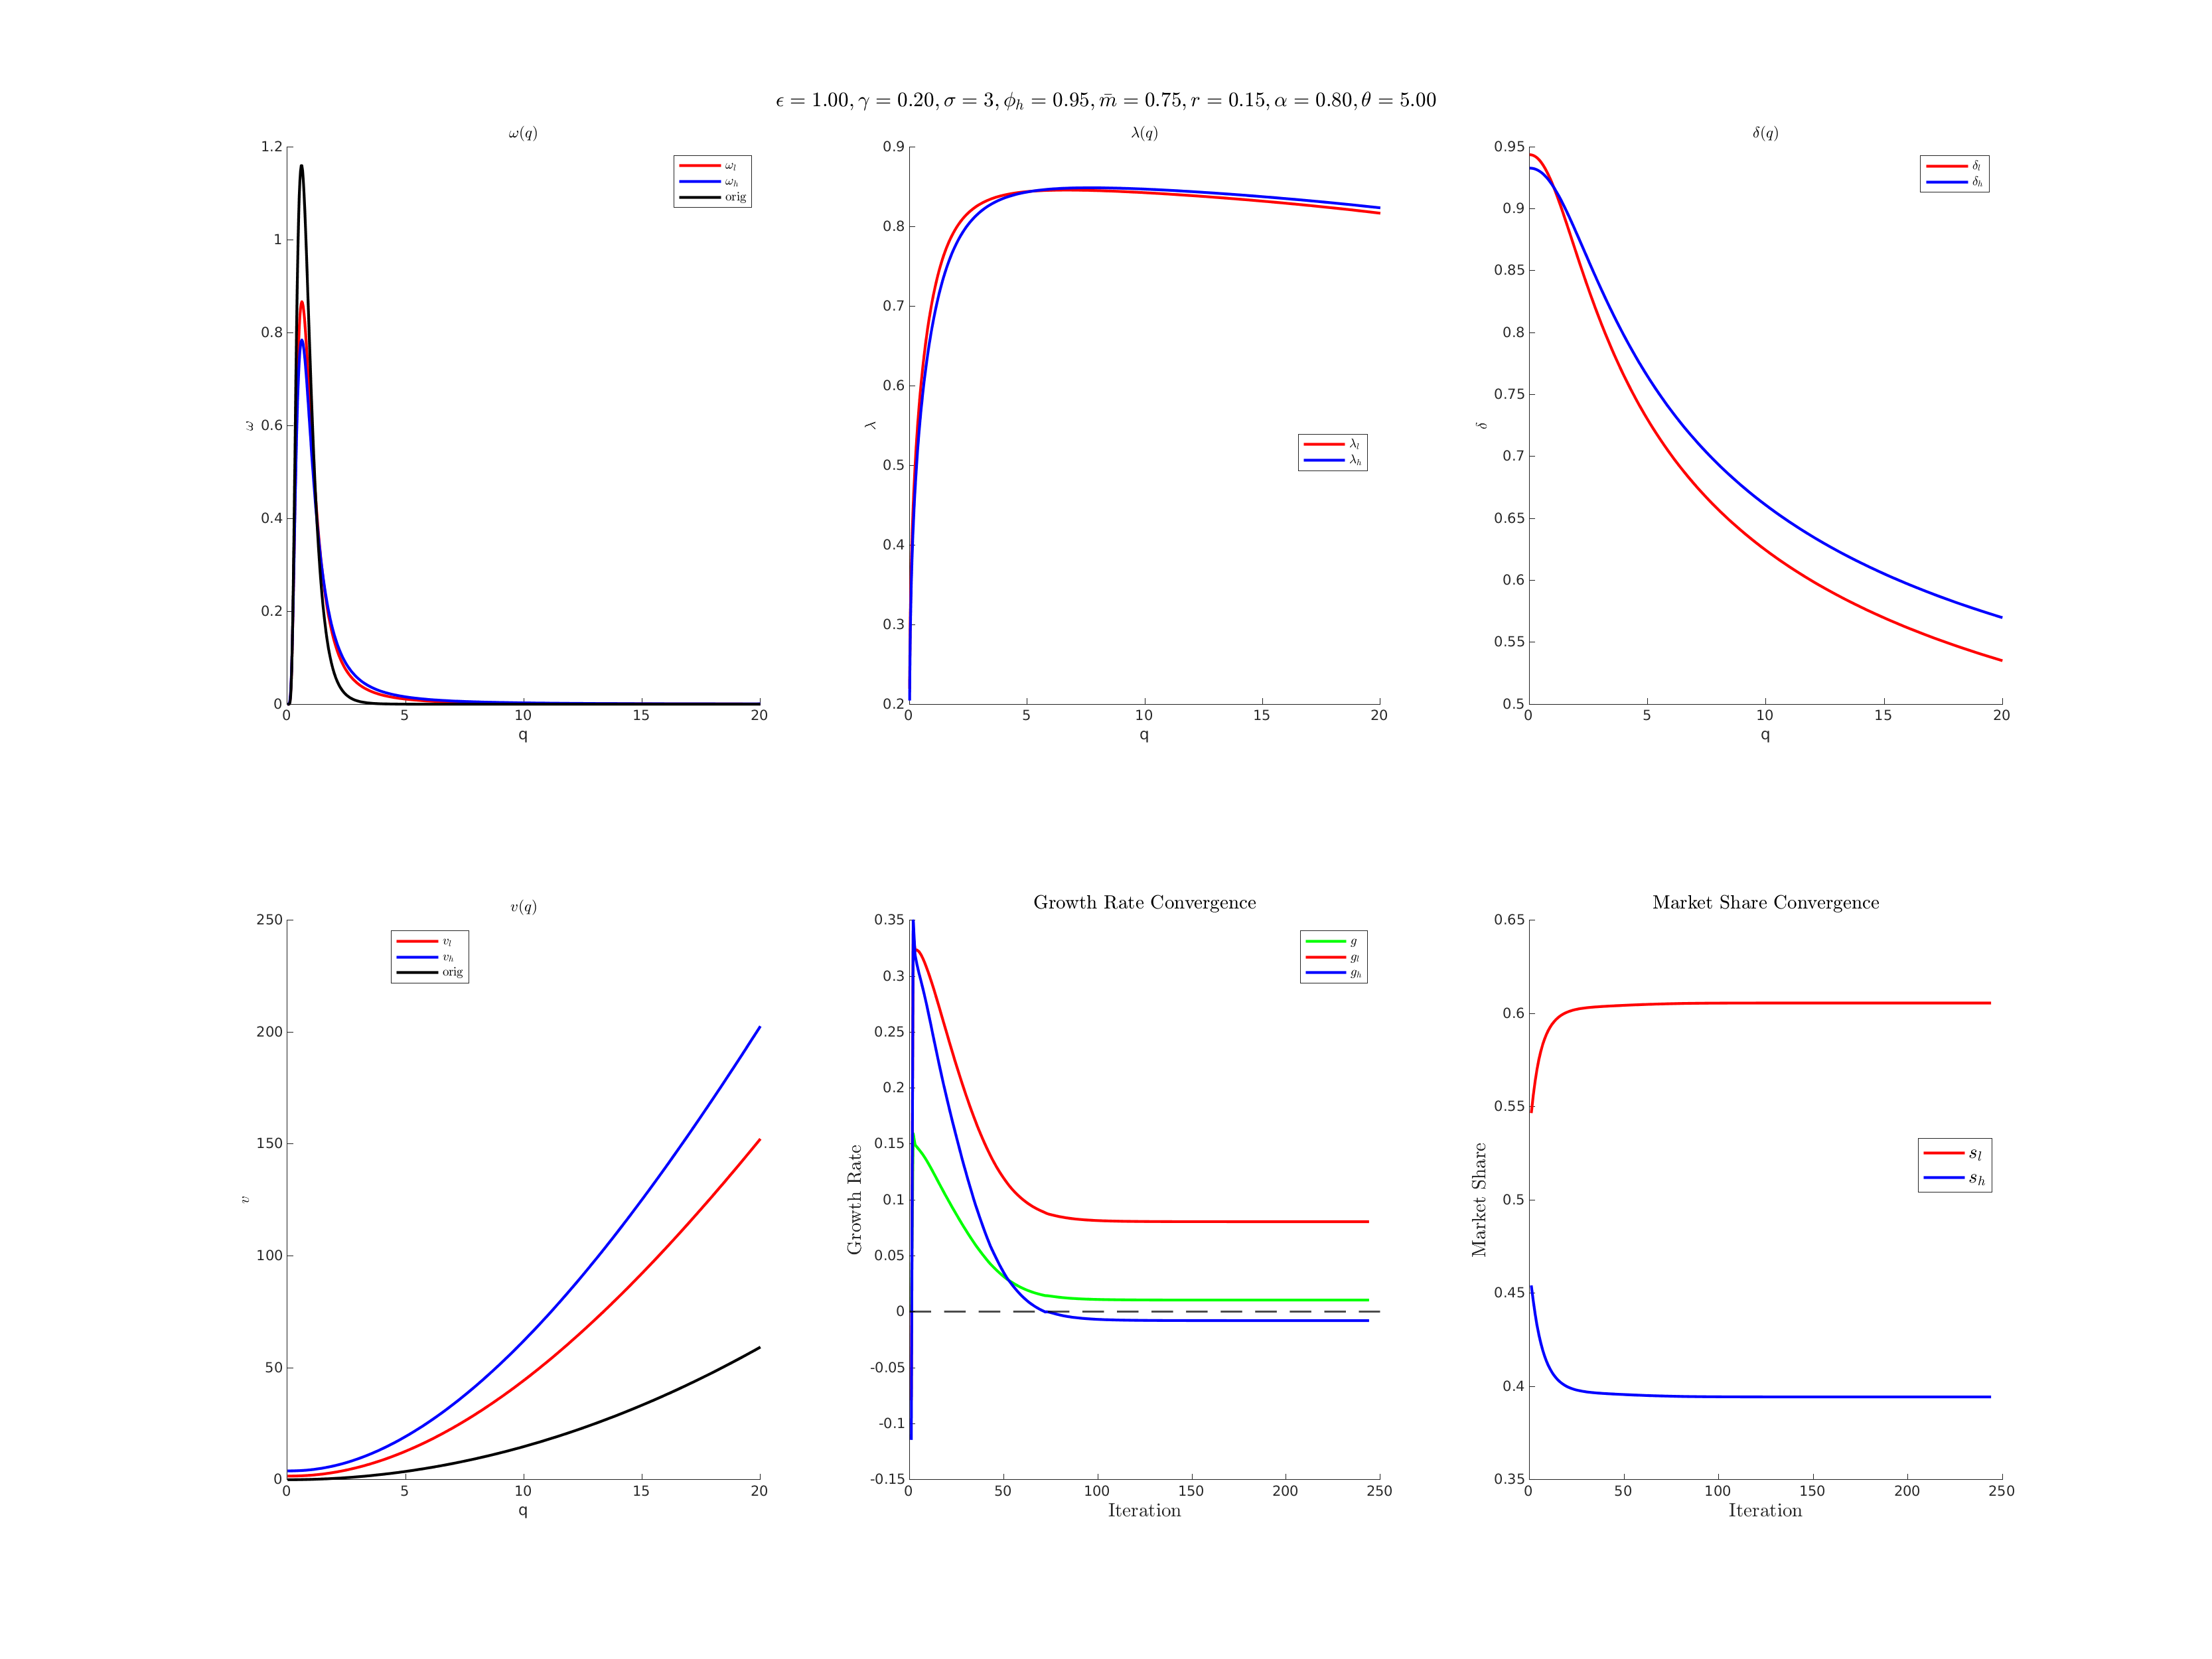 ϵ = 1.00, γ = 0.20, σ = 3, ϕ_h = 0.95, m̄ = 0.75, r = 0.15, α = 0.80, θ = 5.00
ω(q)
1.2
1
0.8
0.6
0.4
0.2
0
ω
0 5 10 15 20
q
ω_l
ω_h
orig
λ(q)
0.9
0.8
0.7
0.6
0.5
0.4
0.3
0.2
λ
0 5 10 15 20
q
λ_l
λ_h
δ(q)
0.95
0.9
0.85
0.8
0.75
0.7
0.65
0.6
0.55
0.5
δ
0 5 10 15 20
q
δ_l
δ_h
v(q)
250
200
150
100
50
0
v
0 5 10 15 20
q
v_l
v_h
orig
Growth Rate Convergence
0.35
0.3
0.25
0.2
0.15
0.1
0.05
0
-0.05
-0.1
-0.15
Growth Rate
0 50 100 150 200 250
Iteration
g
g_l
g_h
Market Share Convergence
0.65
0.6
0.55
0.5
0.45
0.4
0.35
Market Share
0 50 100 150 200 250
Iteration
s_l
s_h